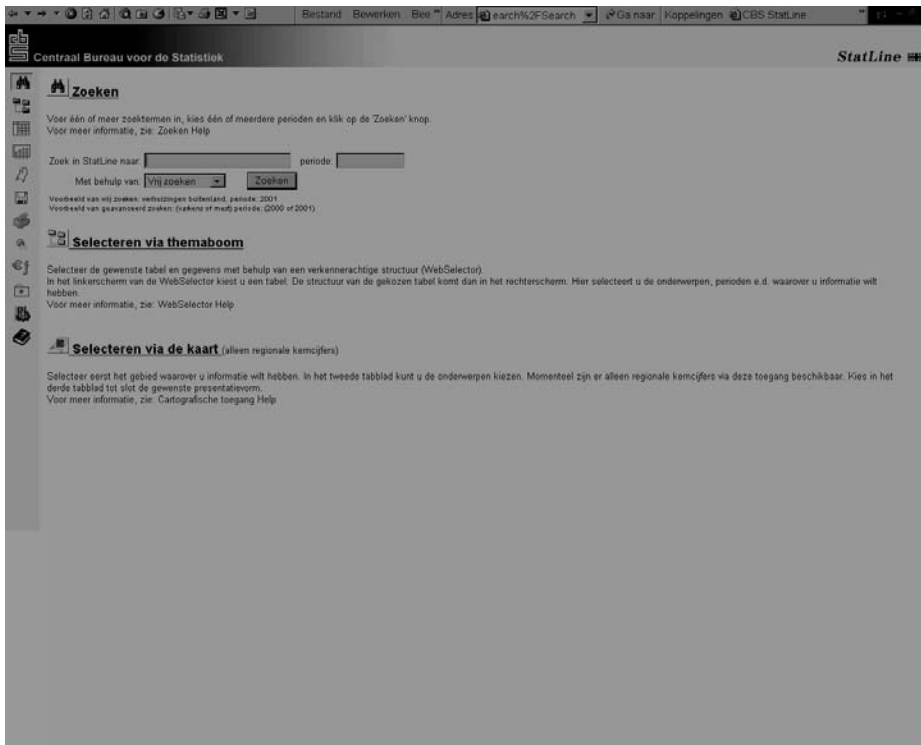 Bestand Bewerken Bee " Adres earch%2FSearch Ga naar Koppelingen CBS StatLine "
cbs
Centraal Bureau voor de Statistiek
StatLine
Zoeken
Voer één of meer zoektermen in, kies één of meerdere perioden en klik op de 'Zoeken' knop.
Voor meer informatie, zie: Zoeken Help
Zoek in StatLine naar: periode:
Met behulp van: Vrij zoeken Zoeken
Voorbeeld van vrij zoeken: verhuizingen buitenland, periode: 2001
Voorbeeld van geavanceerd zoeken: (varkens of mest) periode: (2000 of 2001)
Selecteren via themaboom
Selecteer de gewenste tabel en gegevens met behulp van een verkennerachtige structuur (WebSelector).
In het linkerscherm van de WebSelector kiest u een tabel. De structuur van de gekozen tabel komt dan in het rechterscherm. Hier selecteert u de onderwerpen, perioden e.d. waarover u informatie wilt
hebben.
Voor meer informatie, zie: WebSelector Help
€ƒ
Selecteren via de kaart (alleen regionale kerncijfers)
Selecteer eerst het gebied waarover u informatie wilt hebben. In het tweede tabblad kunt u de onderwerpen kiezen. Momenteel zijn er alleen regionale kerncijfers via deze toegang beschikbaar. Kies in het
derde tabblad tot slot de gewenste presentatievorm.
Voor meer informatie, zie: Cartografische toegang Help